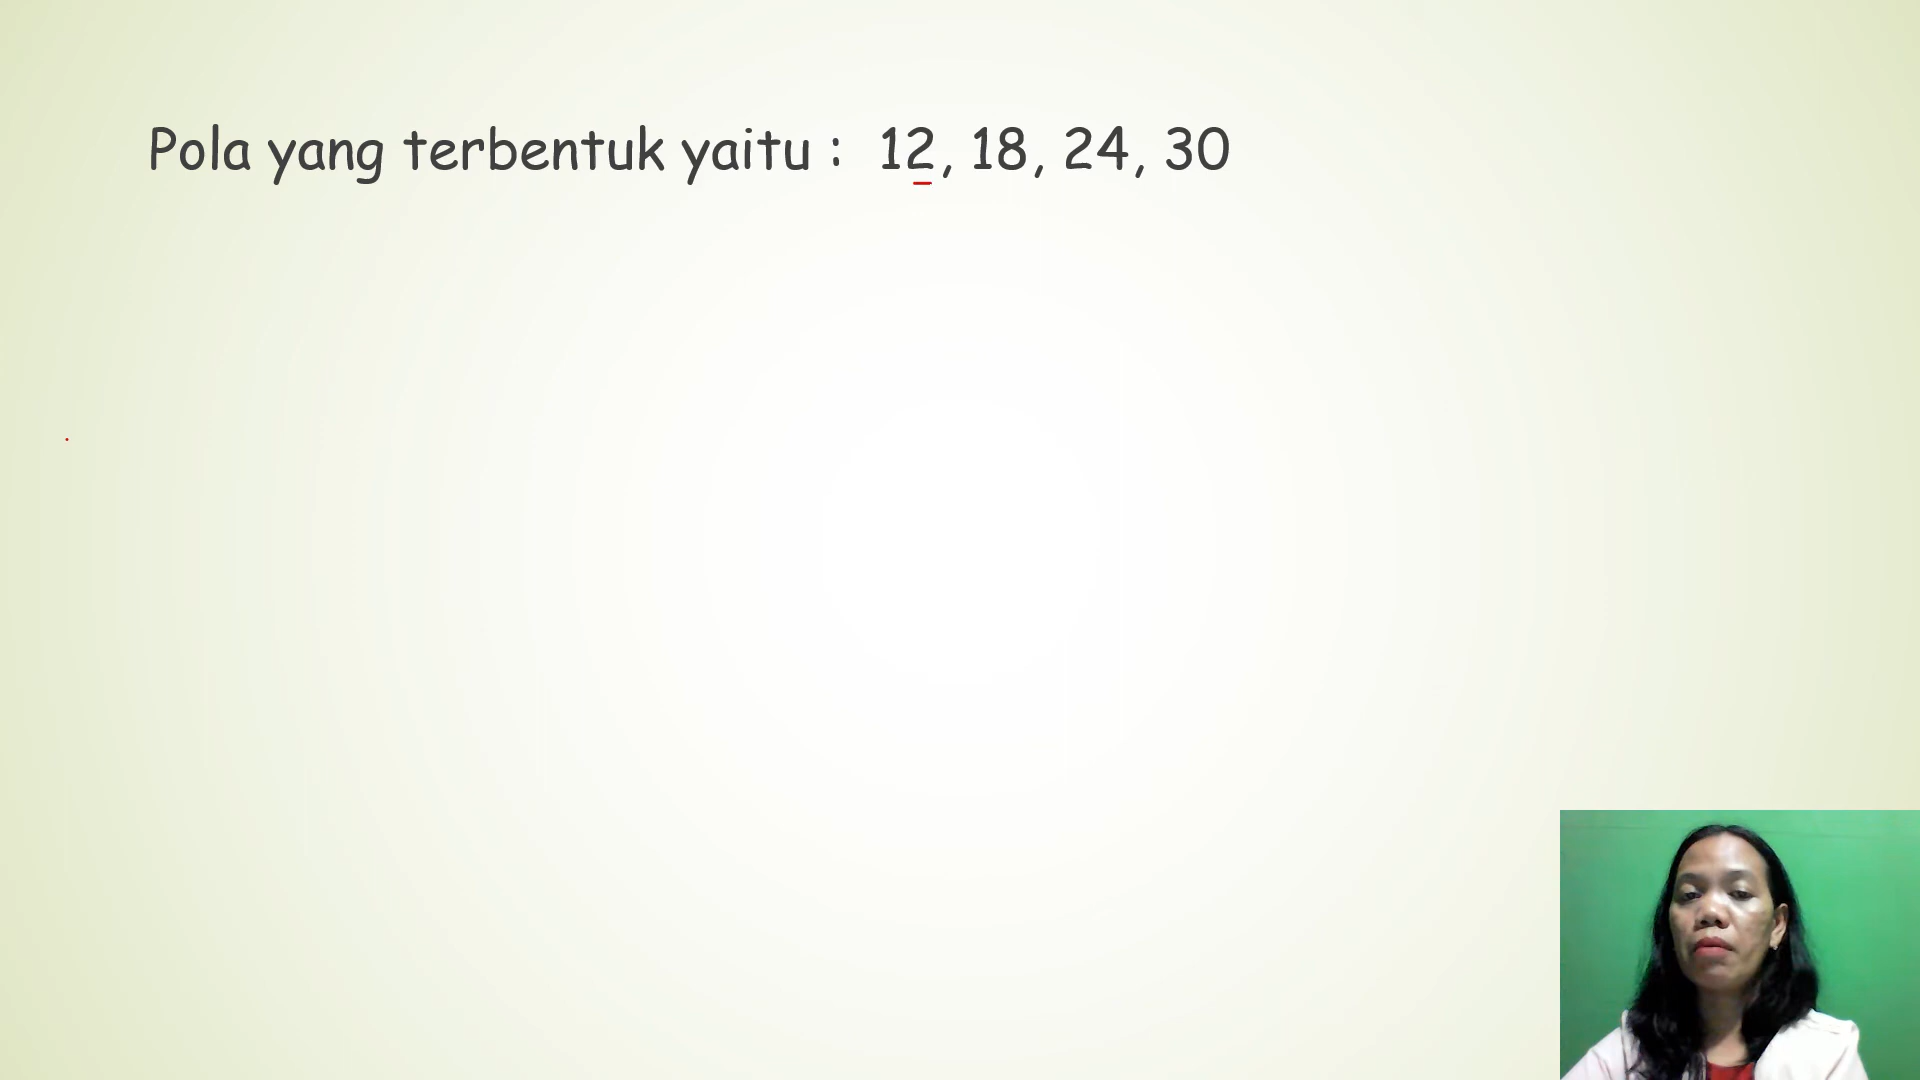 Pola yang terbentuk yaitu : 12, 18, 24, 30